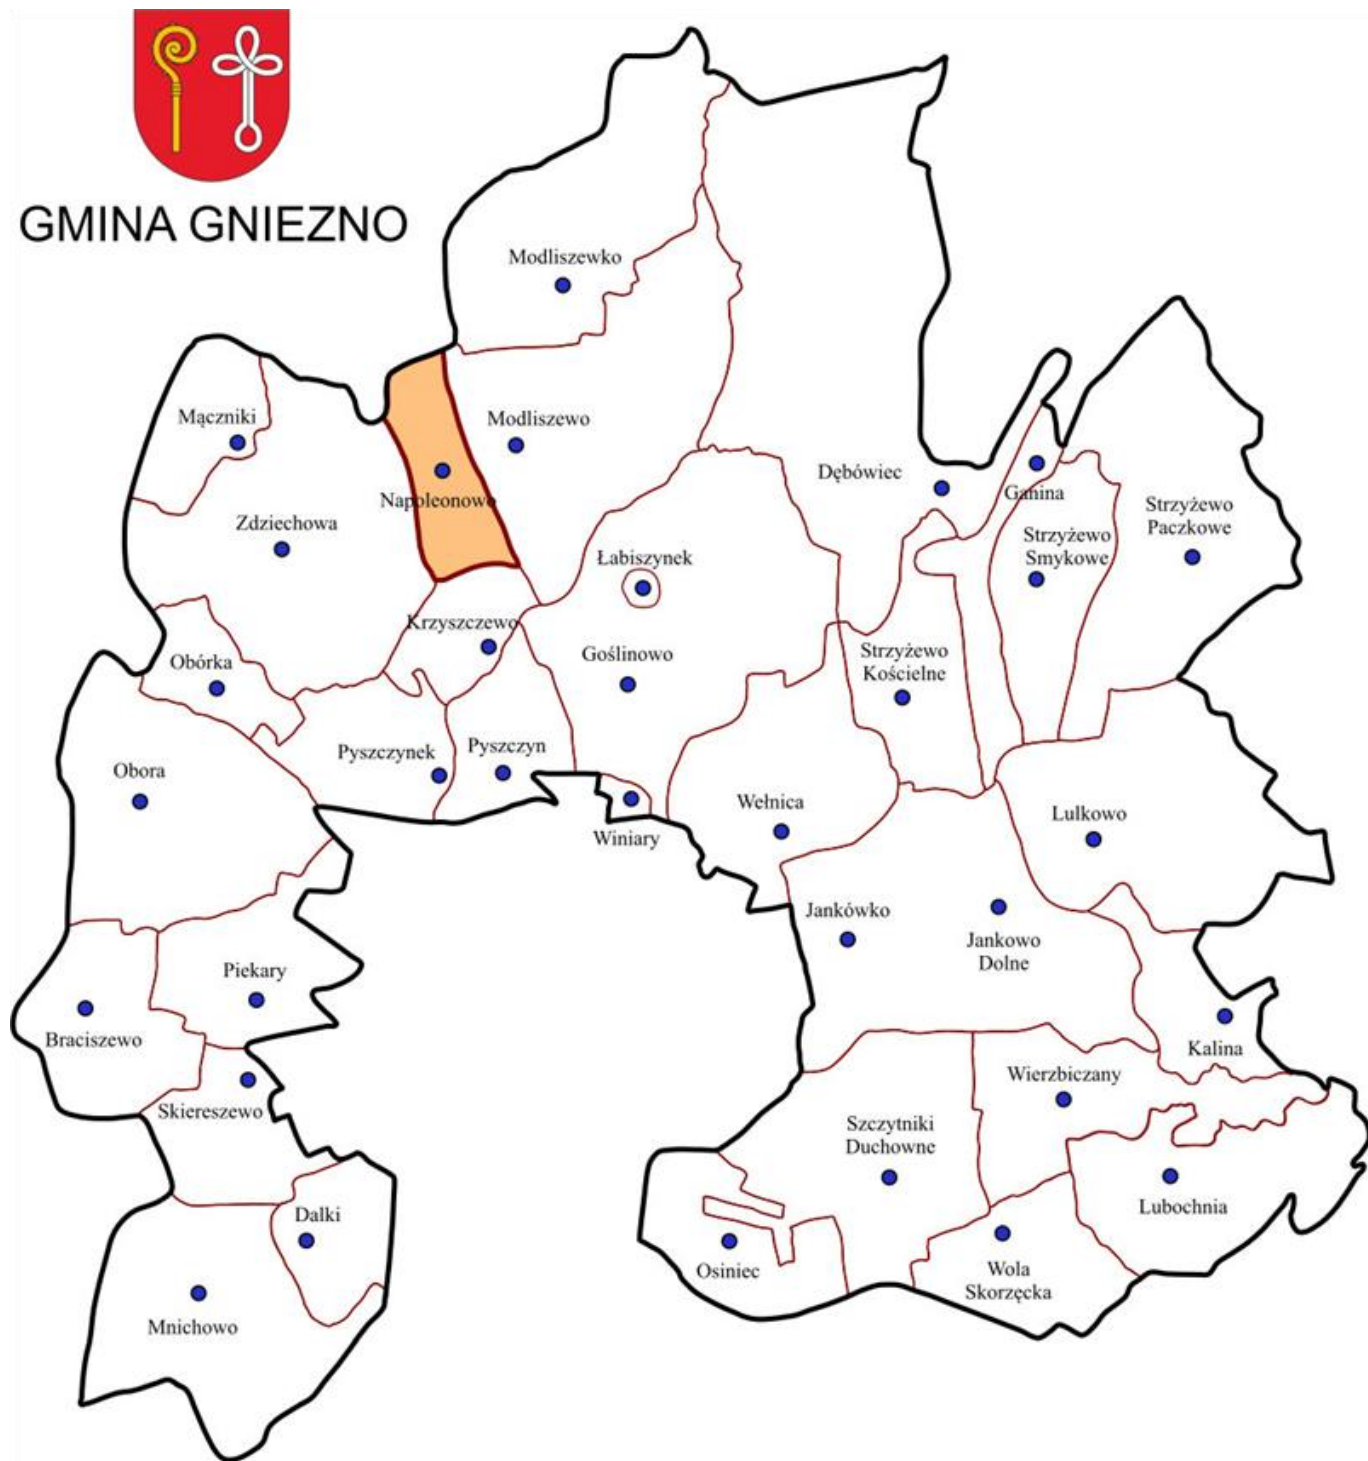 GMINA GNIEZNO
Modliszewko
Mączniki
Modliszewo
Napoleonowo
Dębówiec
Ganina
Strzyżewo
Paczkowe
Zdziechowa
Strzyżewo
Smykowe
Łabiszynek
Krzyszczewo
Obórka
Goślinowo
Strzyżewo
Kościelne
Pyszczynek
Pyszczyn
Obora
Wełnica
Winiary
Lulkowo
Jankówko
Jankowo
Dolne
Piekary
Braciszewo
Kalina
Skiereszewo
Wierzbiczany
Szczytniki
Duchowne
Lubochnia
Dalki
Osiniec
Wola
Skorzęcka
Mnichowo